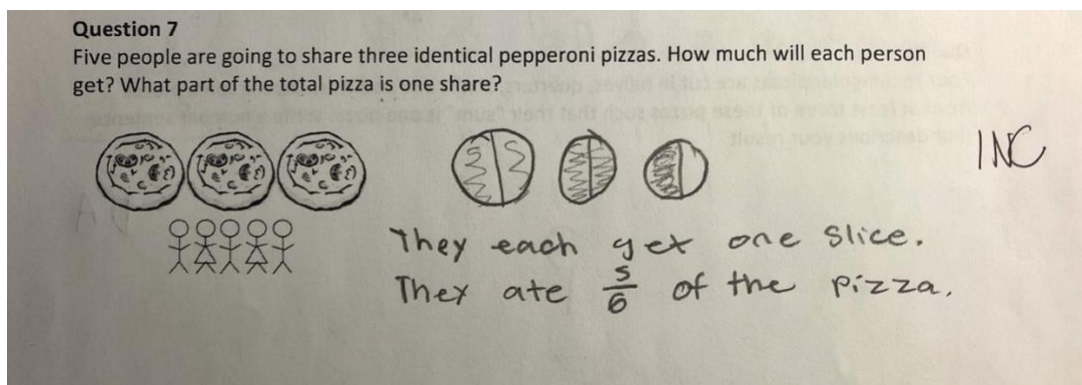 Question 7
Five people are going to share three identical pepperoni pizzas. How much will each person
get? What part of the total pizza is one share?
INC
They each get one slice.
They ate 5/6 of the pizza.